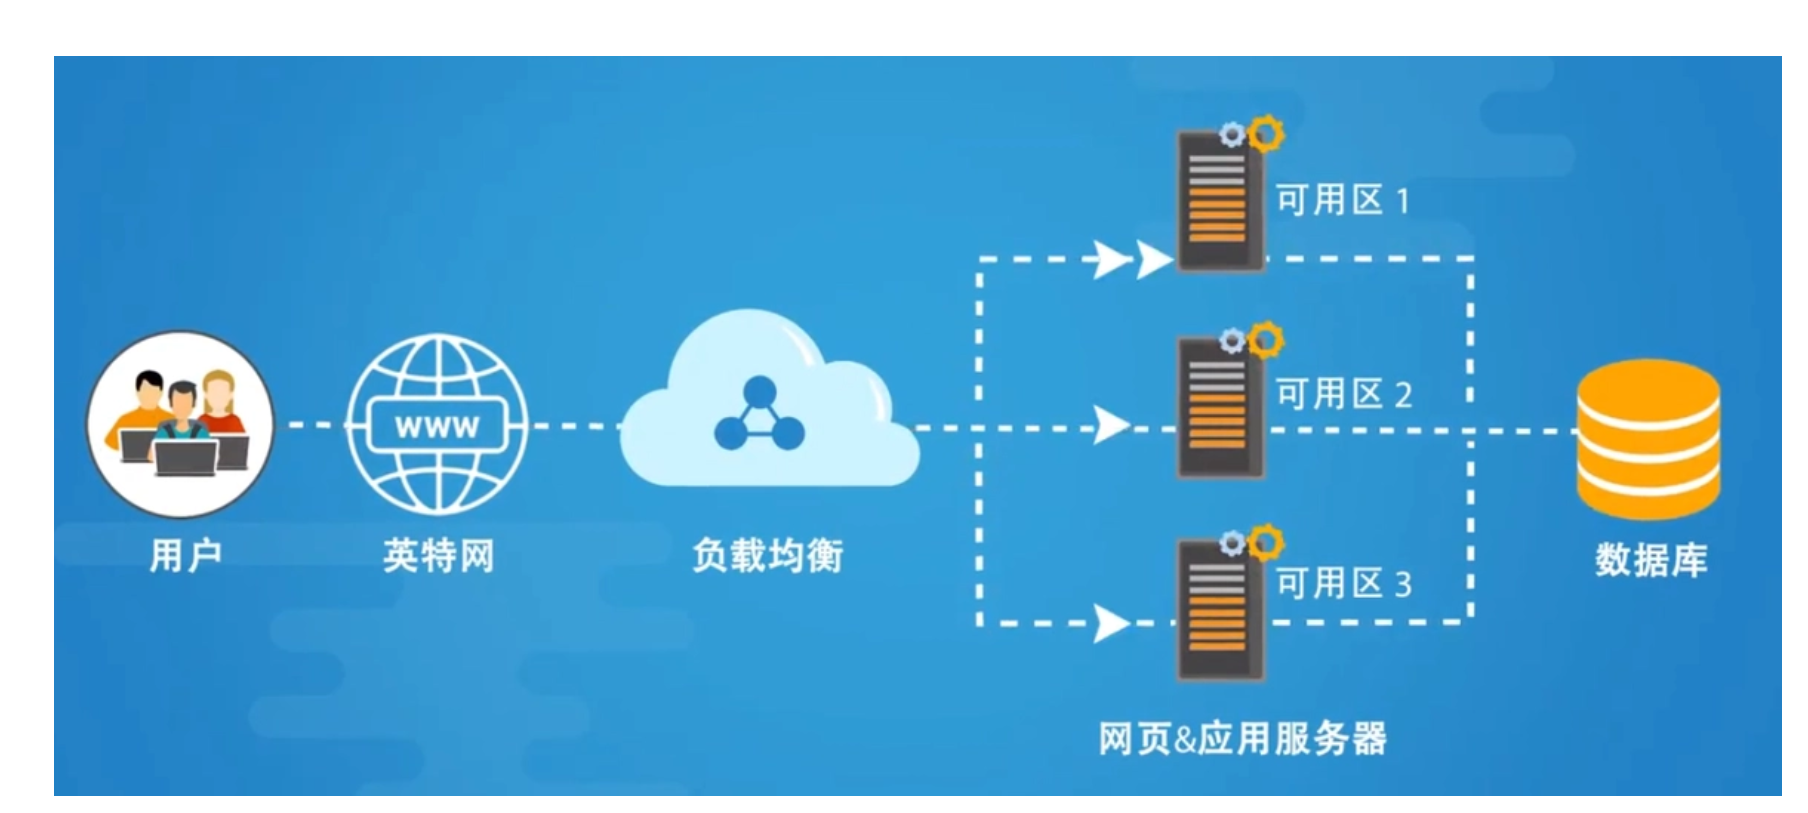 可用区 1
可用区 2
www
用户
英特网
负载均衡
可用区 3
数据库
网页&应用服务器